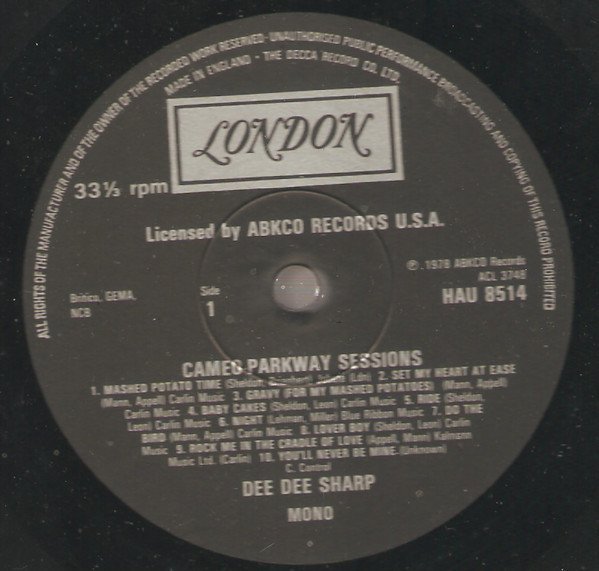 ALL RIGHTS OF THE MANUFACTURER AND OF THE OWNER OF THE RECORDED WORK RESERVED. UNAUTHORISED PUBLIC PERFORMANCE BROADCASTING AND COPYING OF THIS RECORD PROHIBITED
MADE IN ENGLAND - THE DECCA RECORD CO. LTD.
LONDON
33⅓ rpm
Licensed by ABKCO RECORDS U.S.A.
℗ 1978 ABKCO Records
ACL 3748
HAU 8514
Britico, GEMA,
NCB
Side
1
CAMEO PARKWAY SESSIONS
1. MASHED POTATO TIME (Sheldon, Ldn) 2. SET MY HEART AT EASE
(Mann, Appell) Carlin Music 3. GRAVY (FOR MY MASHED POTATOES) (Mann, Appell)
Carlin Music 4. BABY CAKES (Sheldon, Leon) Carlin Music 5. RIDE (Sheldon,
Leon) Carlin Music 6. NIGHT (Miller) Blue Ribbon Music 7. DO THE
BIRD (Mann, Appell) Carlin Music 8. LOVER BOY (Sheldon, Leon) Carlin
Music 9. ROCK ME IN THE CRADLE OF LOVE (Appell, Mann) Kalmann
Music Ltd. (Carlin) 10. YOU'LL NEVER BE MINE (Unknown)
C. Control
DEE DEE SHARP
MONO